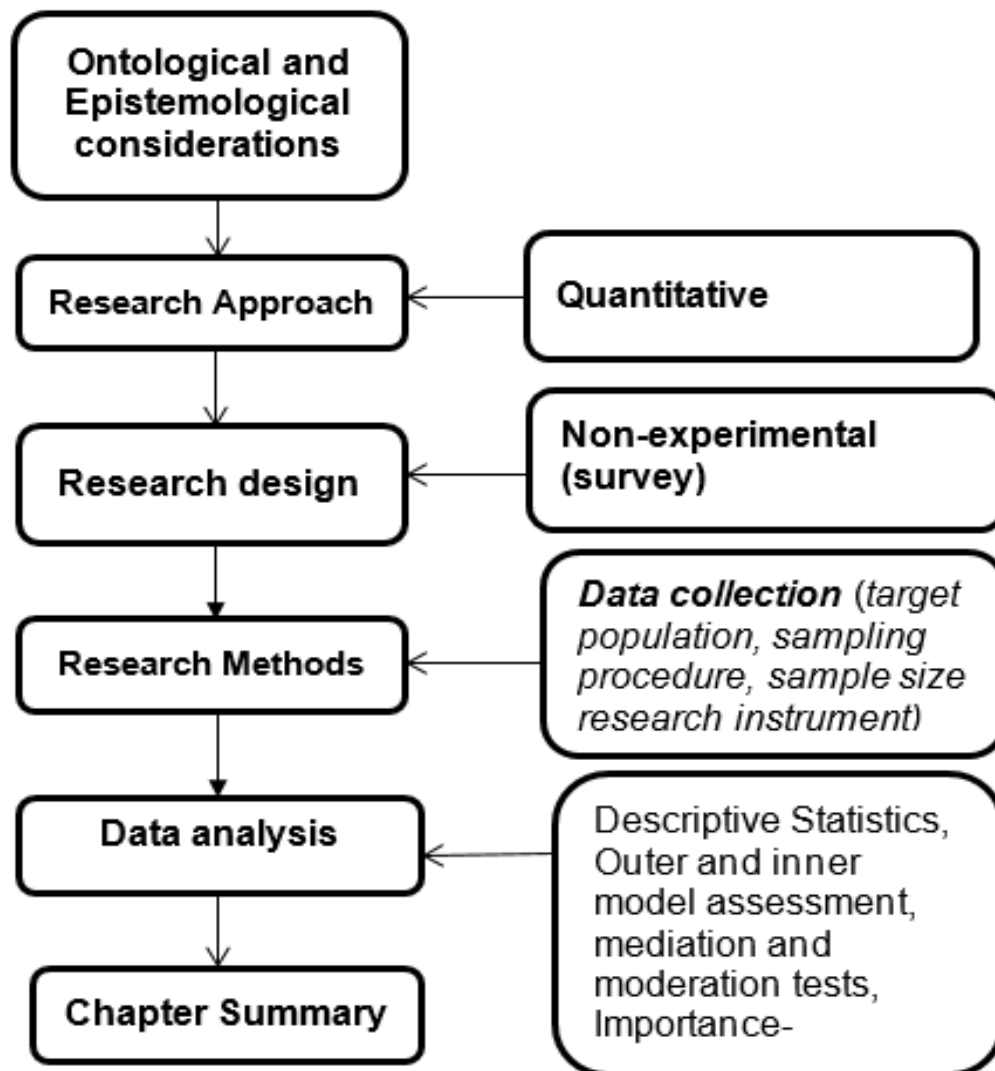 Ontological and
Epistemological
considerations
Research Approach
Quantitative
Research design
Non-experimental
(survey)
Research Methods
Data collection (target
population, sampling
procedure, sample size
research instrument)
Data analysis
Descriptive Statistics,
Outer and inner
model assessment,
mediation and
moderation tests,
Importance-
Chapter Summary